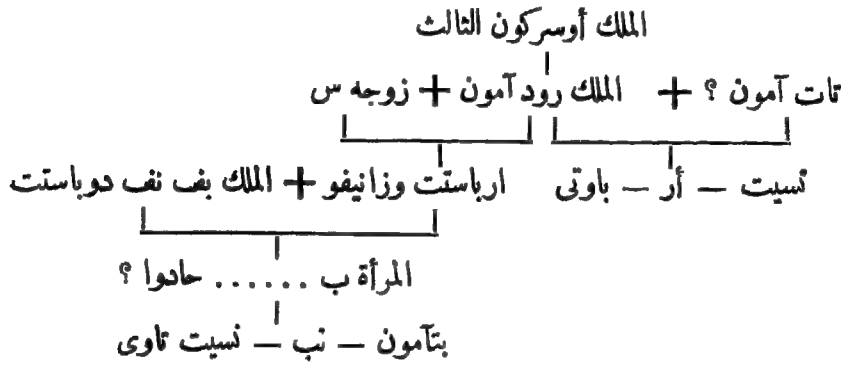 الملك أوسركون الثالث
تات آمون ؟ + الملك رود آمون + زوجه س
نسيت – أر – باوتى ارباستت وزانيفو + الملك بف نف دوباستت
المرأة ب ...... حادوا ؟
بتآمون – نب – نسيت تاوى